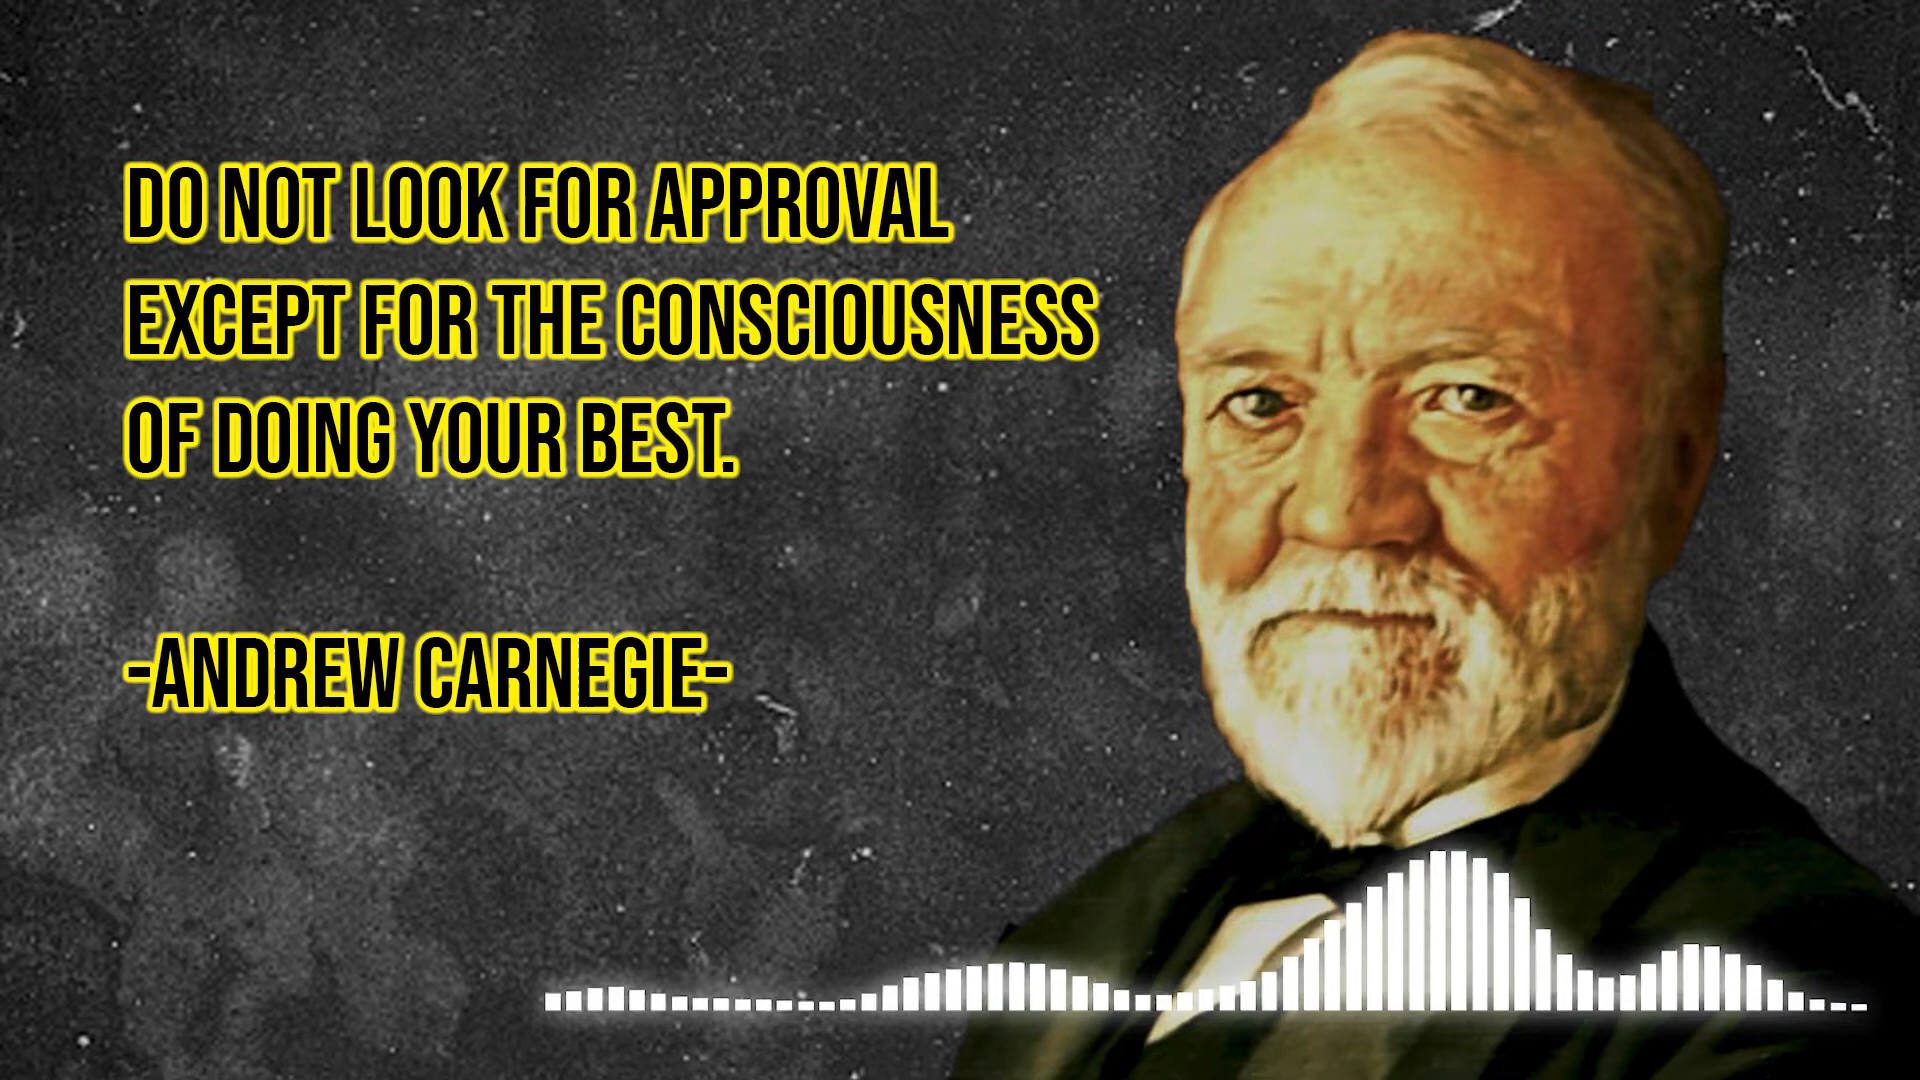 DO NOT LOOK FOR APPROVAL
EXCEPT FOR THE CONSCIOUSNESS
OF DOING YOUR BEST.
-ANDREW CARNEGIE-